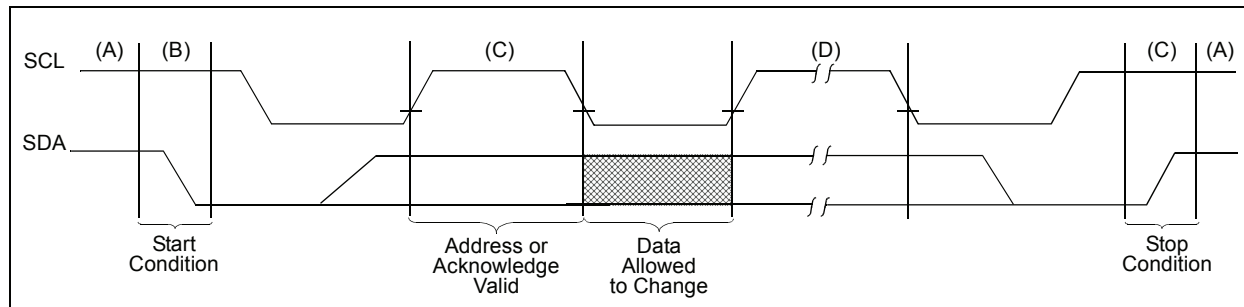 (A) (B) (C) (D) (C) (A)
SCL
SDA
Start
Condition
Address or
Acknowledge
Valid
Data
Allowed
to Change
Stop
Condition